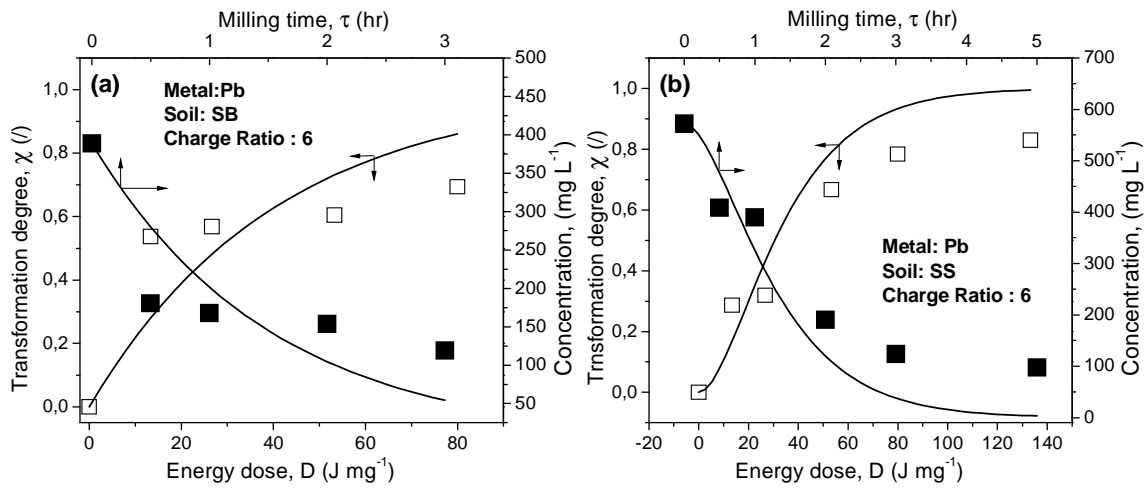 Milling time, τ (hr)
0 1 2 3
(a)
Metal:Pb
Soil: SB
Charge Ratio : 6
Transformation degree, χ (/)
1,0
0,8
0,6
0,4
0,2
0,0
500
450
400
350
300
250
200
150
100
50
Concentration, (mg L⁻¹)
0 20 40 60 80
Energy dose, D (J mg⁻¹)
Milling time, τ (hr)
0 1 2 3 4 5
(b)
Metal: Pb
Soil: SS
Charge Ratio : 6
Trnsformation degree, χ (/)
1,0
0,8
0,6
0,4
0,2
0,0
700
600
500
400
300
200
100
0
Concentration, (mg L⁻¹)
-20 0 20 40 60 80 100 120 140
Energy dose, D (J mg⁻¹)